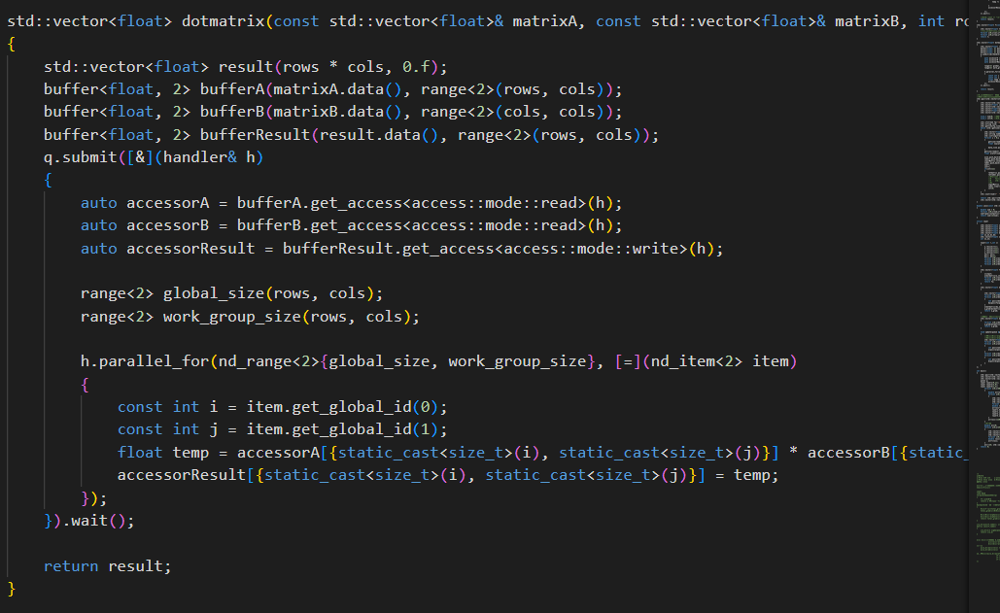 std::vector<float> dotmatrix(const std::vector<float>& matrixA, const std::vector<float>& matrixB, int
{
    std::vector<float> result(rows * cols, 0.f);
    buffer<float, 2> bufferA(matrixA.data(), range<2>(rows, cols));
    buffer<float, 2> bufferB(matrixB.data(), range<2>(cols, cols));
    buffer<float, 2> bufferResult(result.data(), range<2>(rows, cols));
    q.submit([&](handler& h)
    {
        auto accessorA = bufferA.get_access<access::mode::read>(h);
        auto accessorB = bufferB.get_access<access::mode::read>(h);
        auto accessorResult = bufferResult.get_access<access::mode::write>(h);
        range<2> global_size(rows, cols);
        range<2> work_group_size(rows, cols);
        h.parallel_for(nd_range<2>{global_size, work_group_size}, [=](nd_item<2> item)
        {
            const int i = item.get_global_id(0);
            const int j = item.get_global_id(1);
            float temp = accessorA[{static_cast<size_t>(i), static_cast<size_t>(j)}] * accessorB[{static_
            accessorResult[{static_cast<size_t>(i), static_cast<size_t>(j)}] = temp;
        });
    }).wait();
    return result;
}